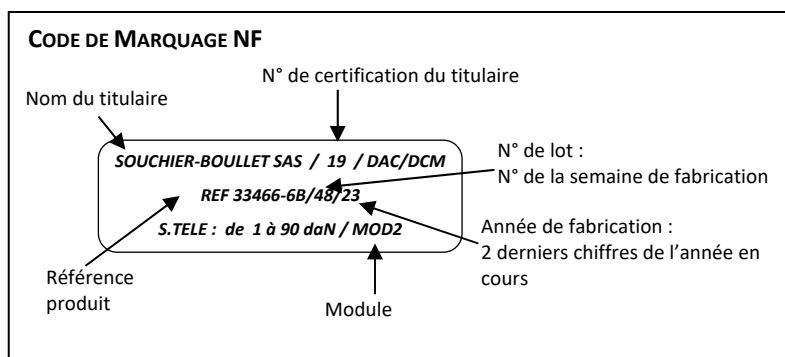 CODE DE MARQUAGE NF
N° de certification du titulaire
Nom du titulaire
SOUCHIER-BOULLET SAS / 19 / DAC/DCM
REF 33466-6B/48/23
S.TELE : de 1 à 90 daN / MOD2
N° de lot :
N° de la semaine de fabrication
Année de fabrication :
2 derniers chiffres de l'année en
cours
Référence
produit
Module